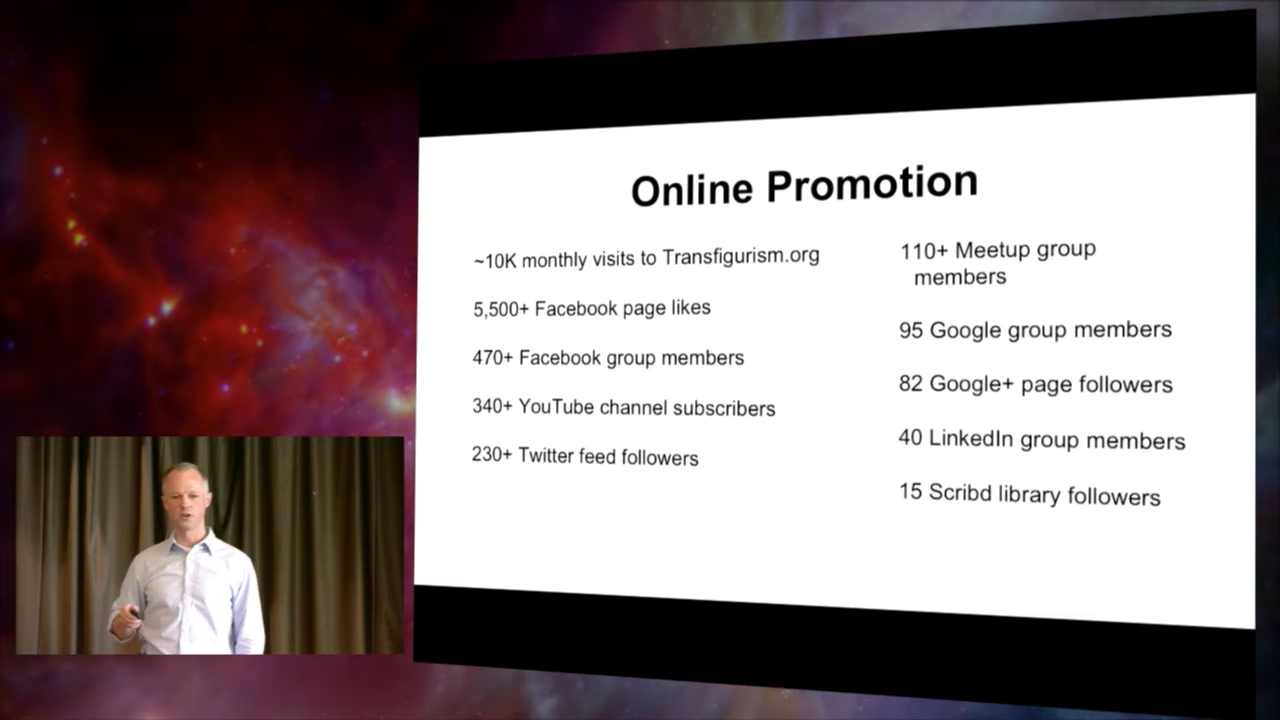 Online Promotion
~10K monthly visits to Transfigurism.org
5,500+ Facebook page likes
470+ Facebook group members
340+ YouTube channel subscribers
230+ Twitter feed followers
110+ Meetup group
members
95 Google group members
82 Google+ page followers
40 LinkedIn group members
15 Scribd library followers